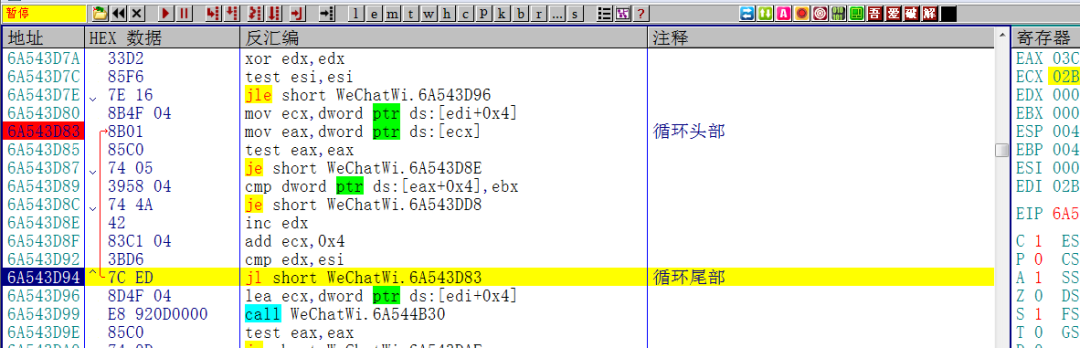 暂停 l e m t w h c p k b r ... s ? 吾 爱 破 解
地址 HEX 数据 反汇编 注释 寄存器
6A543D7A 33D2 xor edx,edx EAX 03C
6A543D7C 85F6 test esi,esi ECX 02B
6A543D7E 7E 16 jle short WeChatWi.6A543D96 EDX 000
6A543D80 8B4F 04 mov ecx,dword ptr ds:[edi+0x4] EBX 000
6A543D83 8B01 mov eax,dword ptr ds:[ecx] 循环头部 ESP 004
6A543D85 85C0 test eax,eax EBP 004
6A543D87 74 05 je short WeChatWi.6A543D8E ESI 000
6A543D89 3958 04 cmp dword ptr ds:[eax+0x4],ebx EDI 02B
6A543D8C 74 4A je short WeChatWi.6A543DD8
6A543D8E 42 inc edx EIP 6A5
6A543D8F 83C1 04 add ecx,0x4 C 1 ES
6A543D92 3BD6 cmp edx,esi P 0 CS
6A543D94 7C ED jl short WeChatWi.6A543D83 循环尾部 A 1 SS
6A543D96 8D4F 04 lea ecx,dword ptr ds:[edi+0x4] Z 0 DS
6A543D99 E8 920D0000 call WeChatWi.6A544B30 S 1 FS
6A543D9E 85C0 test eax,eax T 0 GS